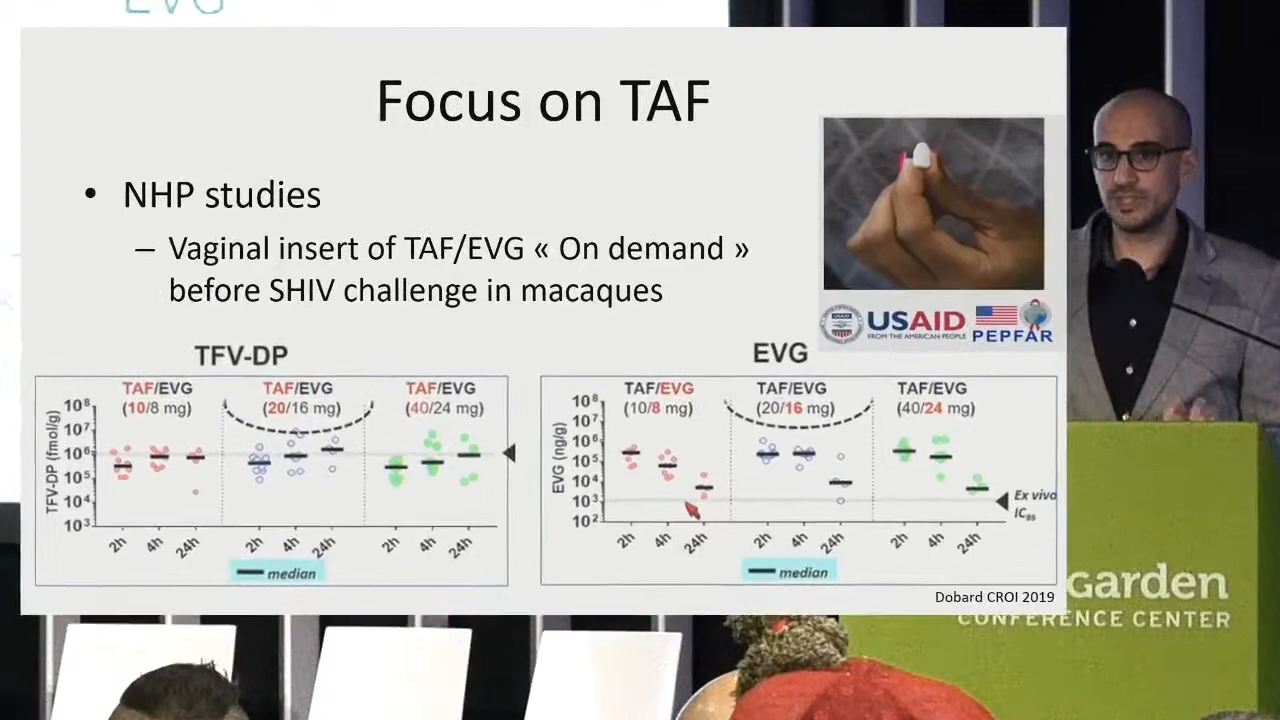 EVG
Focus on TAF
• NHP studies
– Vaginal insert of TAF/EVG « On demand »
before SHIV challenge in macaques
USAID
FROM THE AMERICAN PEOPLE
PEPFAR
TFV-DP
TAF/EVG TAF/EVG TAF/EVG
(10/8 mg) (20/16 mg) (40/24 mg)
TFV-DP (fmol/g)
10⁸
10⁷
10⁶
10⁵
10⁴
10³
2h 4h 24h 2h 4h 24h 2h 4h 24h
median
EVG
TAF/EVG TAF/EVG TAF/EVG
(10/8 mg) (20/16 mg) (40/24 mg)
EVG (ng/g)
10⁸
10⁷
10⁶
10⁵
10⁴
10³
10²
Ex vivo
IC₉₅
2h 4h 24h 2h 4h 24h 2h 4h 24h
median
Dobard CROI 2019
Garden
CONFERENCE CENTER